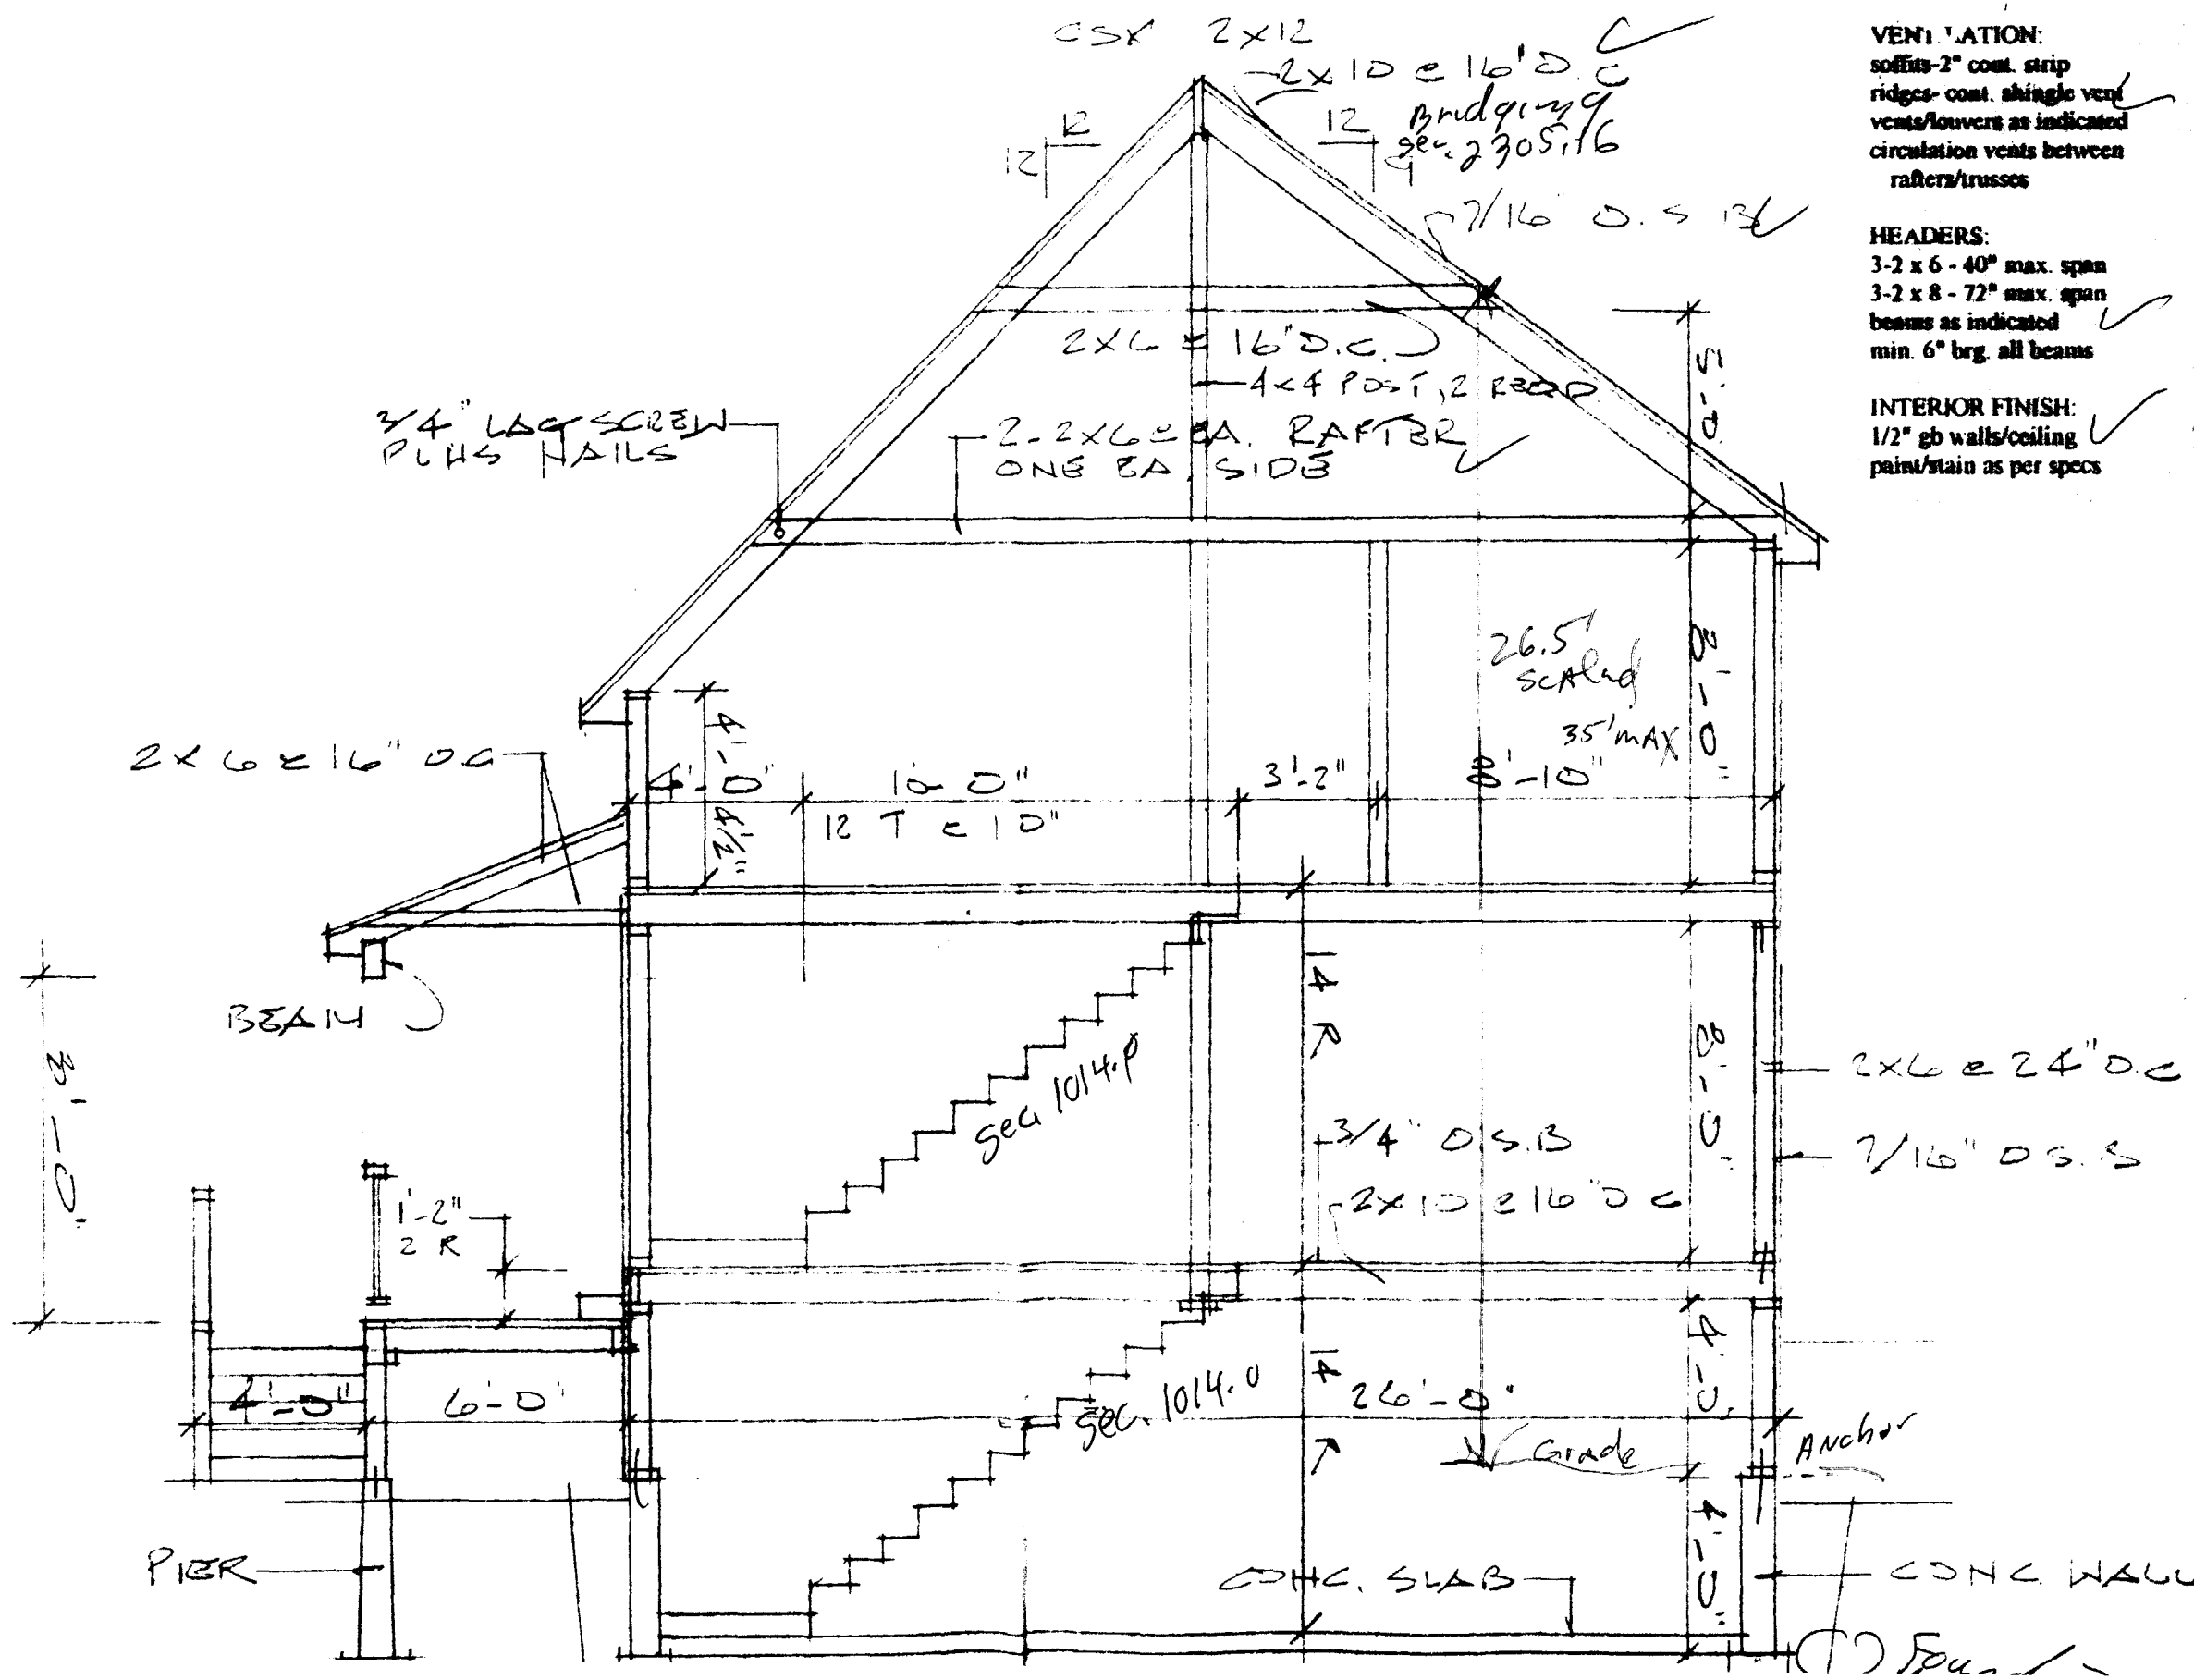 2x12
2x10 @ 16" O.C
Bridging
sec. 2305.16
12
12
12
9
7/16" O.S.B
VENTILATION:
soffits-2" cont. strip
ridges- cont. shingle vent
vents/louvers as indicated
circulation vents between
rafters/trusses
HEADERS:
3-2 x 6 - 40" max. span
3-2 x 8 - 72" max. span
beams as indicated
min. 6" brg. all beams
INTERIOR FINISH:
1/2" gb walls/ceiling
paint/stain as per specs
2x6 @ 16" O.C.
4x4 POST, 2 REQD
3/4" LAG SCREW
PLUS NAILS
2-2x6 @ EA. RAFTER
ONE EA. SIDE
5'-0"
26.5'
SCALed
35' MAX
8'-0"
2x6 @ 16" O.C
4'-0 4 1/2"
4'-0"
10'-0"
12 T @ 10"
3'-2"
-10"
BEAM
8'-0"
14 R
8'-0"
sec 1014.0
2x6 @ 24" O.C
7/16" O.S.B
3/4" O.S.B
2x10 @ 16" O.C
1'-2"
2 R
4'-0"
6'-0"
sec. 1014.0
14 R
26'-0"
4'-0"
Grade
Anchor
PIER
CONC. SLAB
4'-0"
CONC WALL